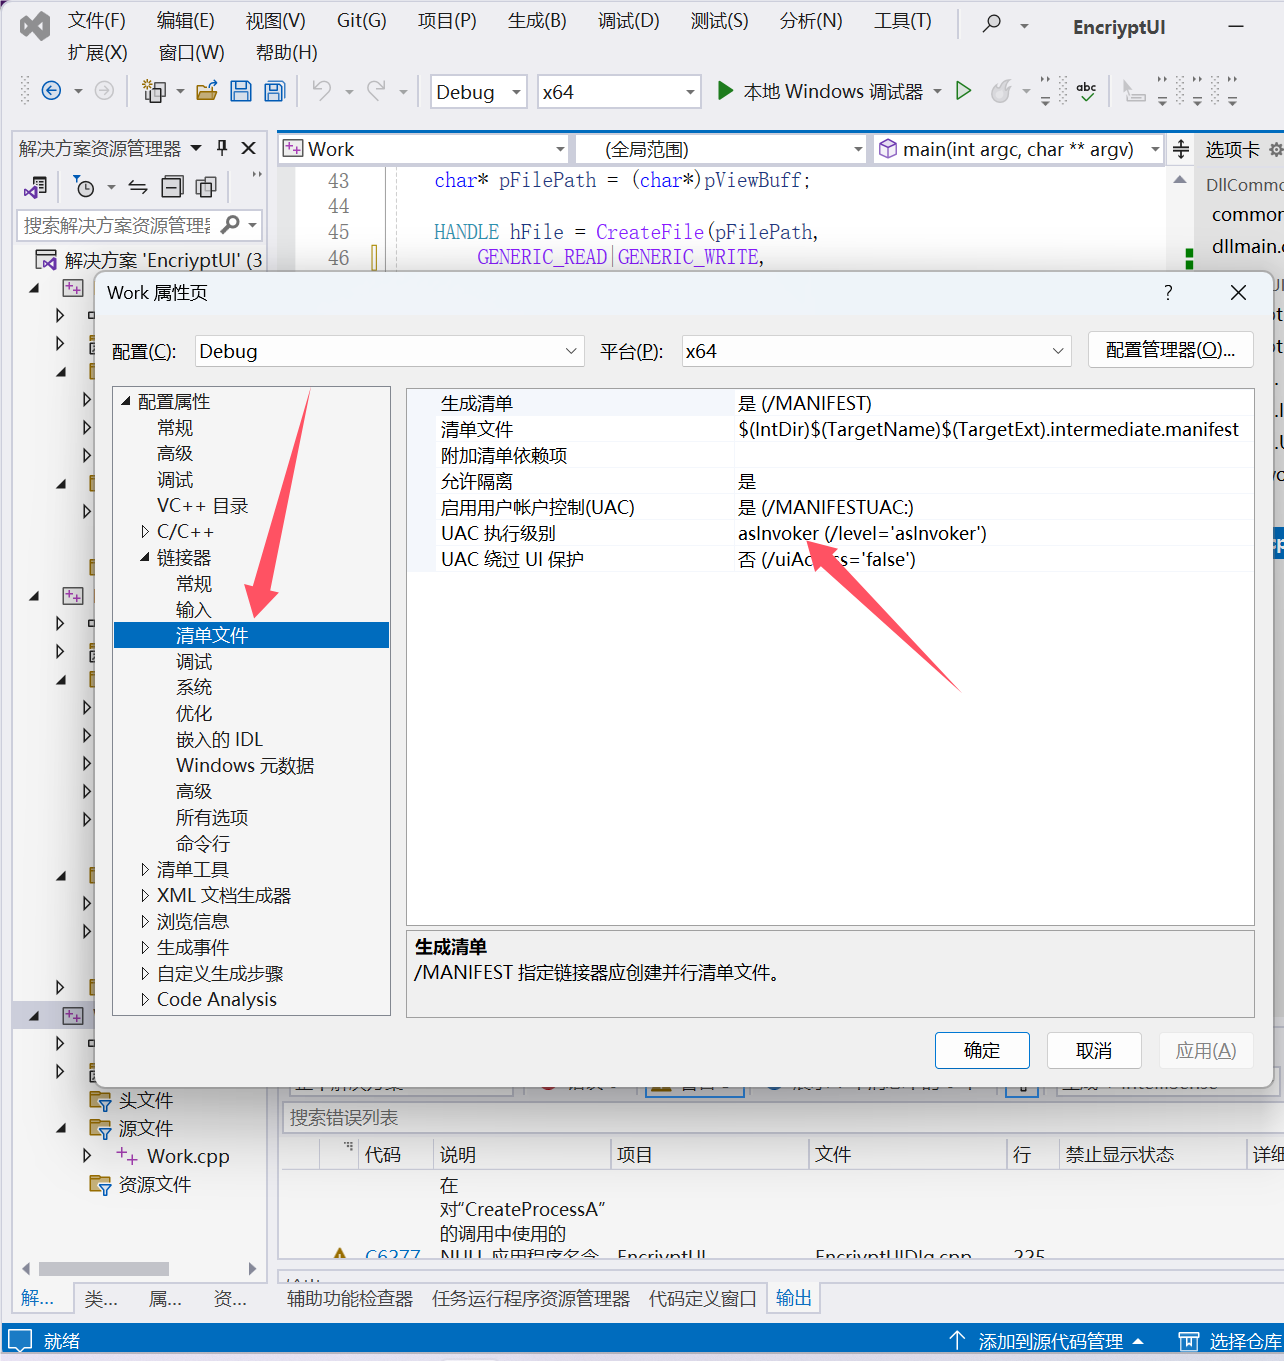 文件(F) 编辑(E) 视图(V) Git(G) 项目(P) 生成(B) 调试(D) 测试(S) 分析(N) 工具(T) EncriyptUI
扩展(X) 窗口(W) 帮助(H)
Debug x64 本地 Windows 调试器 abc
解决方案资源管理器 Work (全局范围) main(int argc, char ** argv) 选项卡
43 char* pFilePath = (char*)pViewBuff; DllCommo
44 common
搜索解决方案资源管理器 45 HANDLE hFile = CreateFile(pFilePath, dllmain.
解决方案 'EncriyptUI' (3 46 GENERIC_READ|GENERIC_WRITE,
Work 属性页 ?
配置(C): Debug 平台(P): x64 配置管理器(O)...
配置属性
常规
高级
调试
VC++ 目录
C/C++
链接器
常规
输入
清单文件
调试
系统
优化
嵌入的 IDL
Windows 元数据
高级
所有选项
命令行
清单工具
XML 文档生成器
浏览信息
生成事件
自定义生成步骤
Code Analysis
生成清单 是 (/MANIFEST)
清单文件 $(IntDir)$(TargetName)$(TargetExt).intermediate.manifest
附加清单依赖项
允许隔离 是
启用用户帐户控制(UAC) 是 (/MANIFESTUAC:)
UAC 执行级别 asInvoker (/level='asInvoker')
UAC 绕过 UI 保护 否 (/uiAc s='false')
生成清单
/MANIFEST 指定链接器应创建并行清单文件。
确定 取消 应用(A)
头文件
源文件
Work.cpp
资源文件
搜索错误列表
代码 说明 项目 文件 行 禁止显示状态 详细
在
对“CreateProcessA”
的调用中使用的
C6277 NULL 应用程序名令 EncriyptUI EncriyptUIDlg.cpp 225
解... 类... 属... 资... 辅助功能检查器 任务运行程序资源管理器 代码定义窗口 输出
就绪 添加到源代码管理 选择仓库